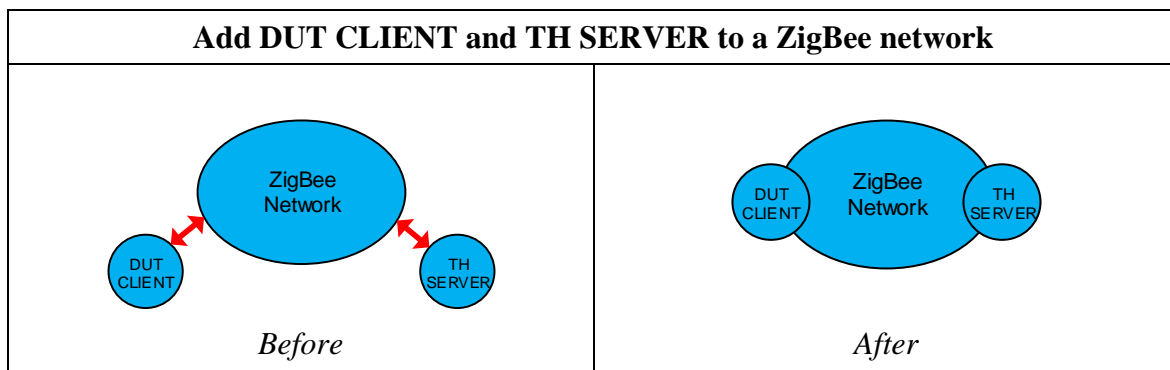 Add DUT CLIENT and TH SERVER to a ZigBee network
ZigBee
Network
DUT
CLIENT
TH
SERVER
Before
DUT
CLIENT
ZigBee
Network
TH
SERVER
After